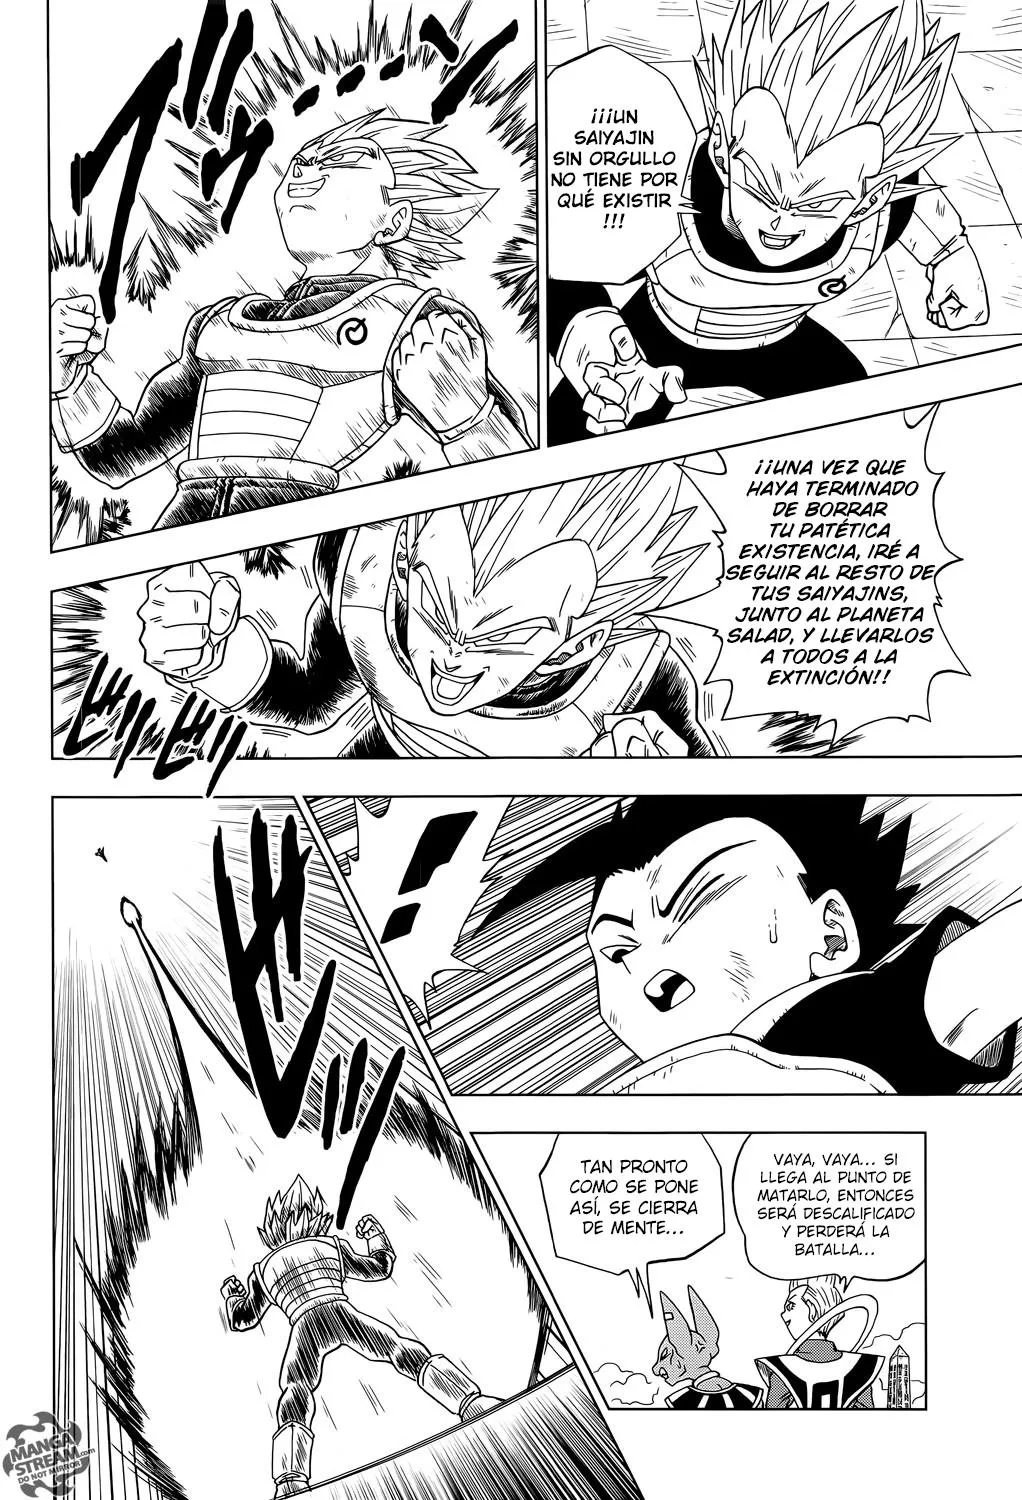 ¡¡¡UN
SAIYAJIN
SIN ORGULLO
NO TIENE POR
QUÉ EXISTIR
!!!
¡¡UNA VEZ QUE
HAYA TERMINADO
DE BORRAR
TU PATÉTICA
EXISTENCIA, IRÉ A
SEGUIR AL RESTO DE
TUS SAIYAJINS,
JUNTO AL PLANETA
SALAD, Y LLEVARLOS
A TODOS A LA
EXTINCIÓN!!
VAYA, VAYA... SI
LLEGA AL PUNTO DE
MATARLO, ENTONCES
SERÁ DESCALIFICADO
Y PERDERÁ LA
BATALLA...
TAN PRONTO
COMO SE PONE
ASÍ, SE CIERRA
DE MENTE...
MANGA
STREAM.com
DO NOT MIRROR!